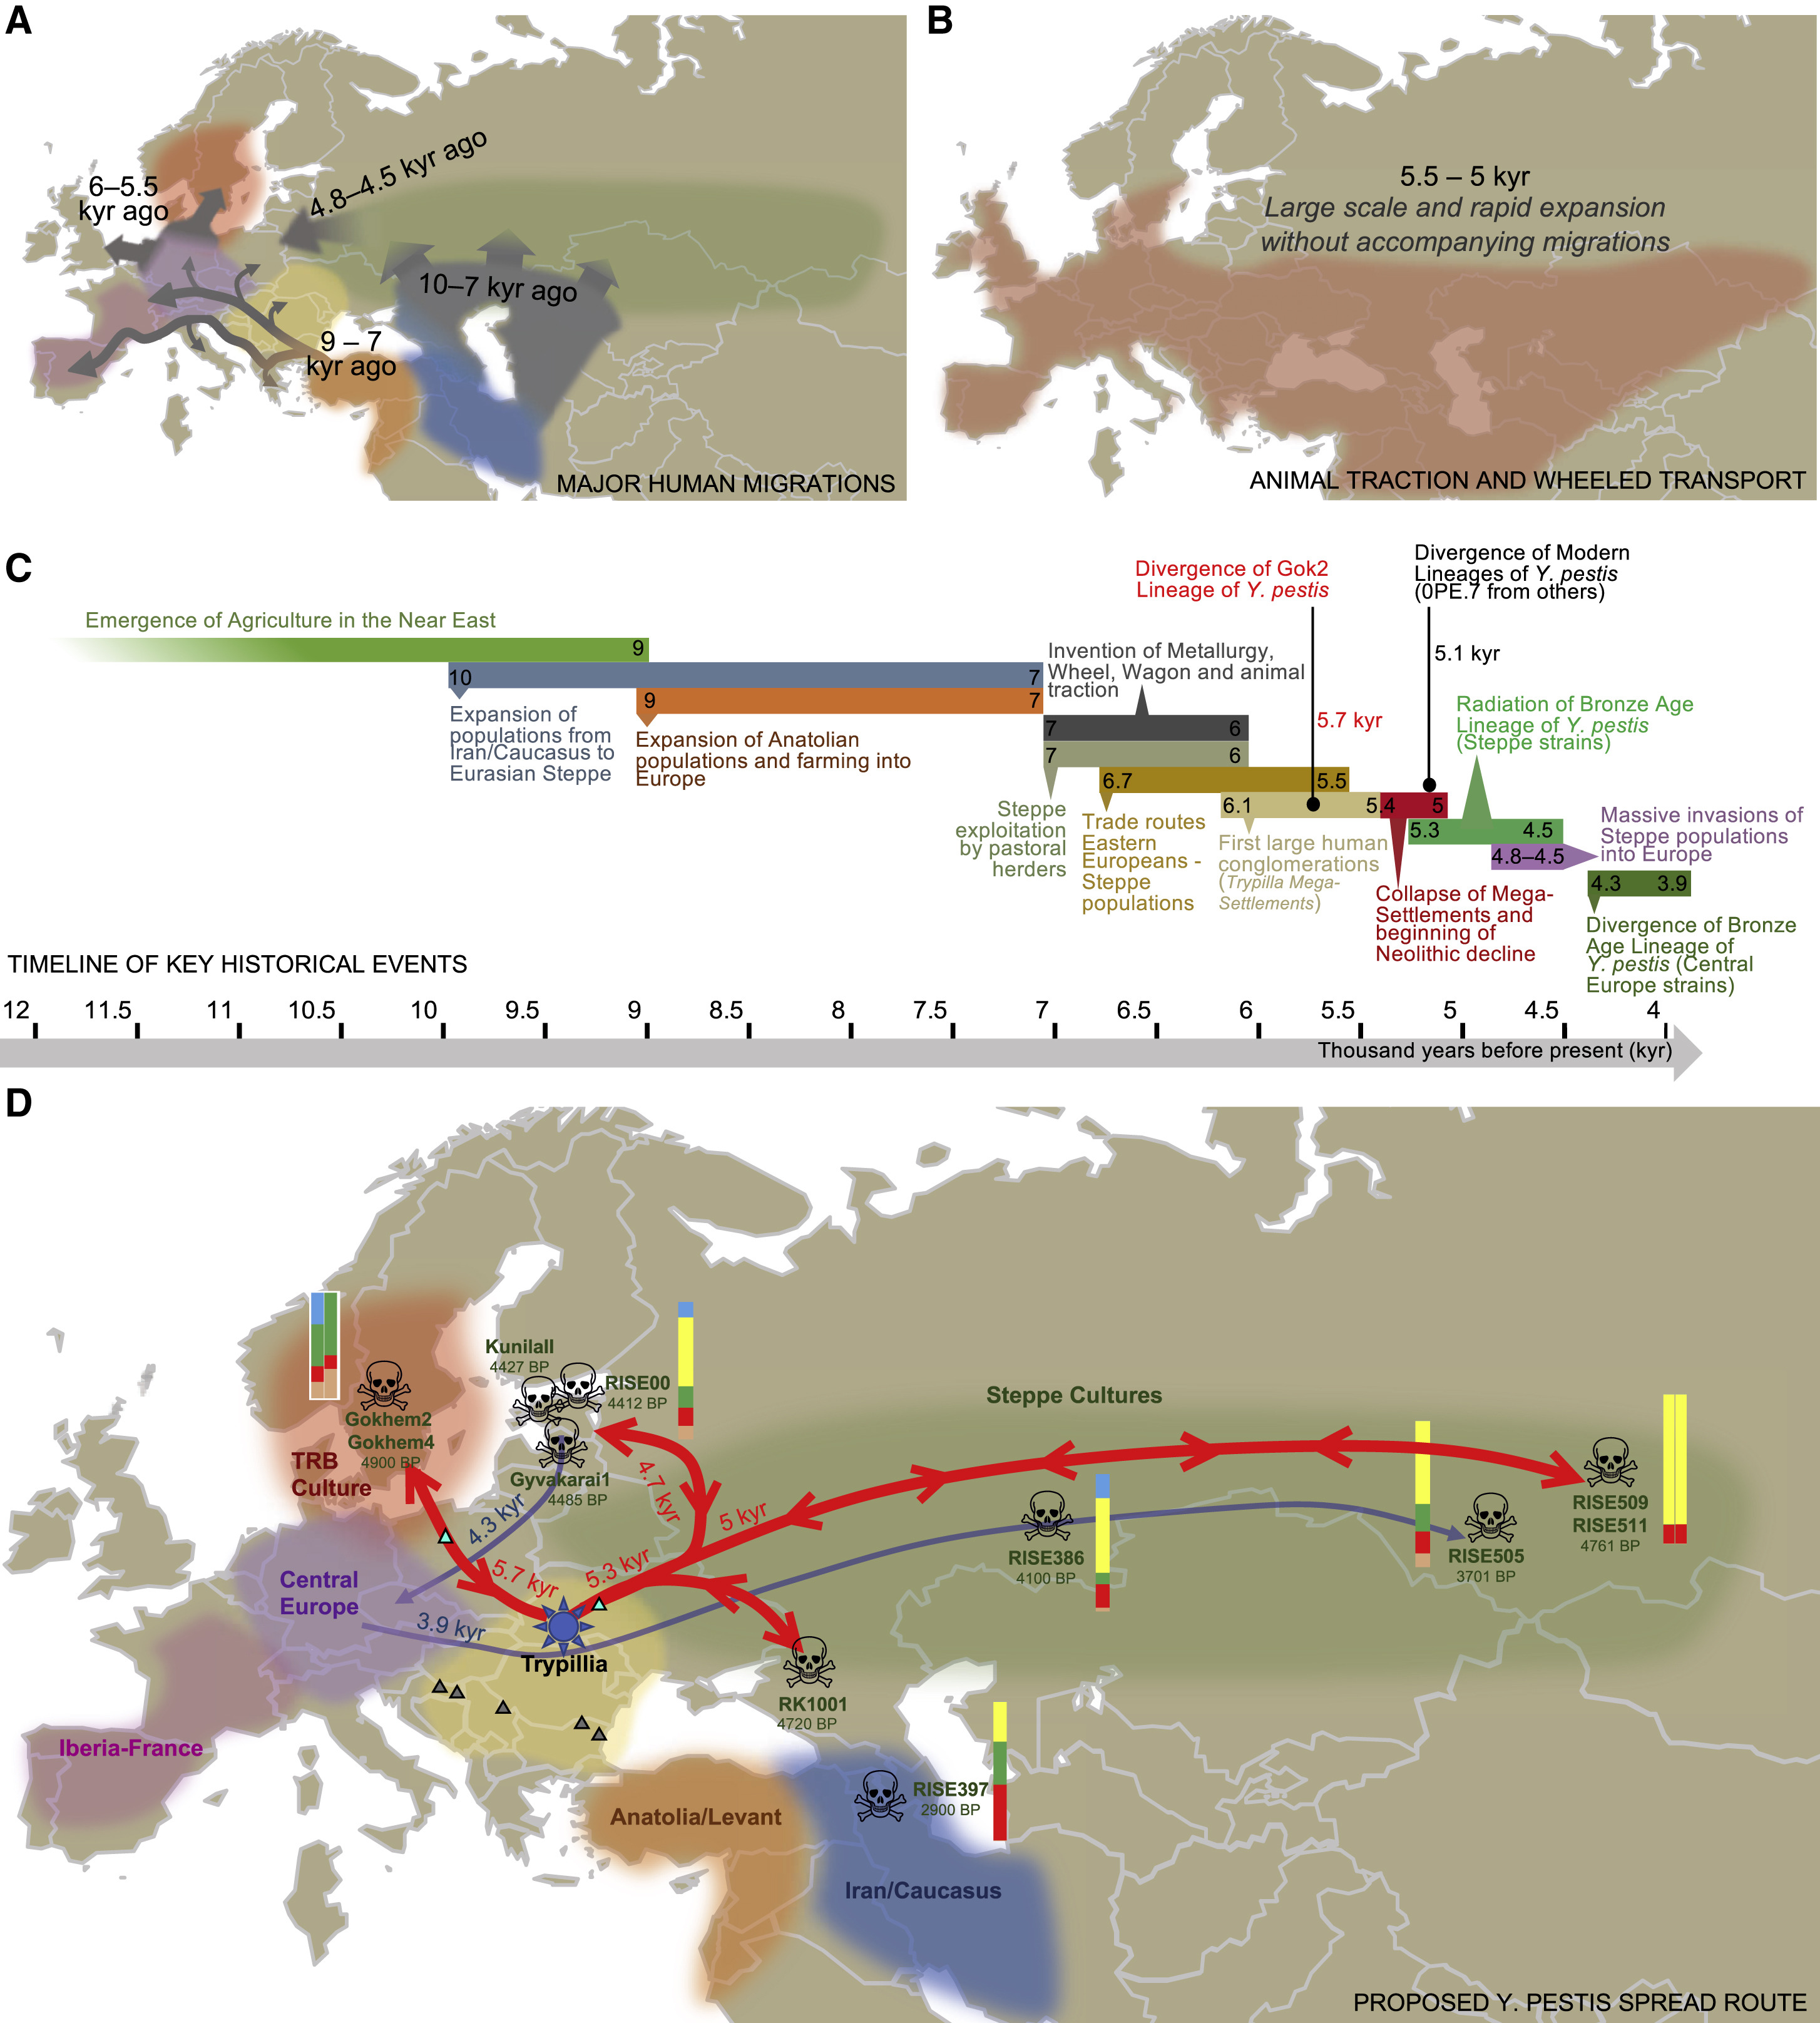 A
6–5.5
kyr ago
4.8–4.5 kyr ago
10–7 kyr ago
9 – 7
kyr ago
MAJOR HUMAN MIGRATIONS
B
5.5 – 5 kyr
Large scale and rapid expansion
without accompanying migrations
ANIMAL TRACTION AND WHEELED TRANSPORT
C
Emergence of Agriculture in the Near East
9
10
7
Expansion of
populations from
Iran/Caucasus to
Eurasian Steppe
9
7
Expansion of Anatolian
populations and farming into
Europe
Invention of Metallurgy,
Wheel, Wagon and animal
traction
7
6
7
6
Steppe
exploitation
by pastoral
herders
6.7
5.5
Trade routes
Eastern
Europeans -
Steppe
populations
Divergence of Gok2
Lineage of Y. pestis
5.7 kyr
6.1
5.4
First large human
conglomerations
(Trypilla Mega-
Settlements)
5
Collapse of Mega-
Settlements and
beginning of
Neolithic decline
Divergence of Modern
Lineages of Y. pestis
(0PE.7 from others)
5.1 kyr
Radiation of Bronze Age
Lineage of Y. pestis
(Steppe strains)
5.3
4.5
4.8–4.5
Massive invasions of
Steppe populations
into Europe
4.3
3.9
Divergence of Bronze
Age Lineage of
Y. pestis (Central
Europe strains)
TIMELINE OF KEY HISTORICAL EVENTS
12 11.5 11 10.5 10 9.5 9 8.5 8 7.5 7 6.5 6 5.5 5 4.5 4
Thousand years before present (kyr)
D
Kunilall
4427 BP
RISE00
4412 BP
Gokhem2
Gokhem4
4900 BP
TRB
Culture
Gyvakarai1
4485 BP
Steppe Cultures
4.7 kyr
4.3 kyr
5 kyr
5.3 kyr
5.7 kyr
3.9 kyr
RISE509
RISE511
4761 BP
RISE386
4100 BP
RISE505
3701 BP
Central
Europe
Trypillia
RK1001
4720 BP
Iberia-France
RISE397
2900 BP
Anatolia/Levant
Iran/Caucasus
PROPOSED Y. PESTIS SPREAD ROUTE